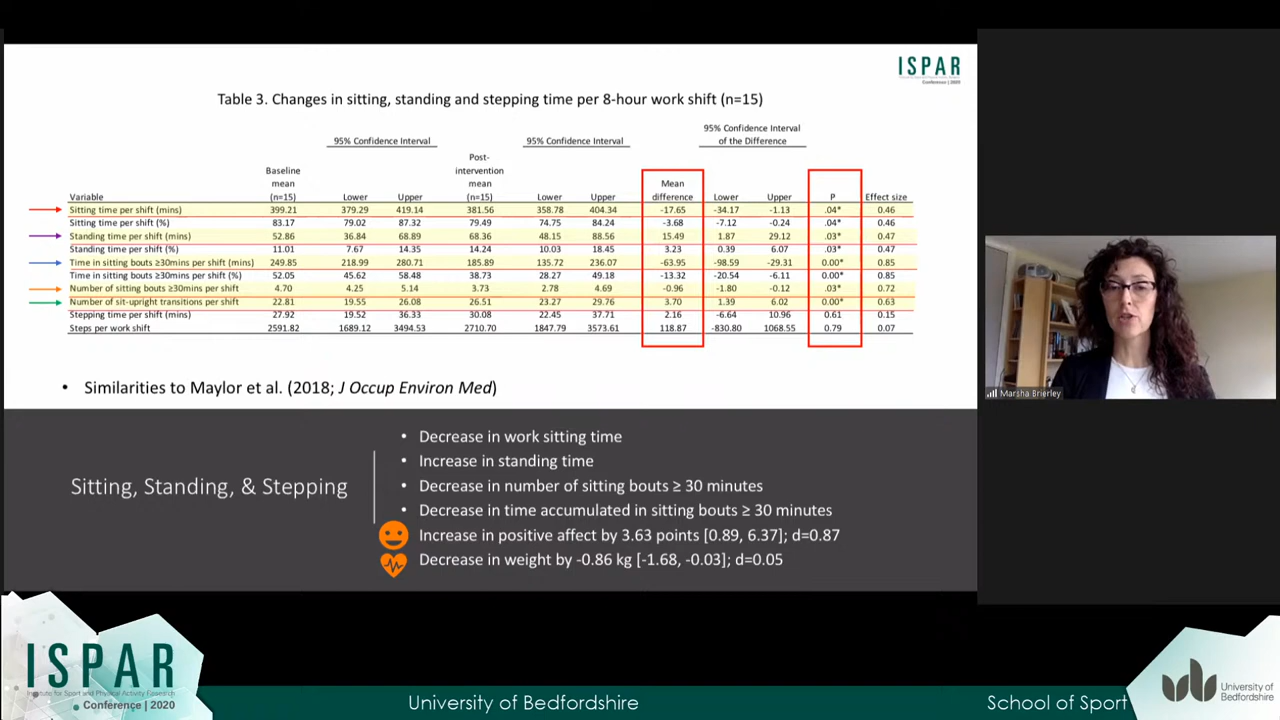 ISPAR
Conference | 2020
Table 3. Changes in sitting, standing and stepping time per 8-hour work shift (n=15)
95% Confidence Interval 95% Confidence Interval 95% Confidence Interval of the Difference
Variable Baseline mean (n=15) Lower Upper Post-intervention mean (n=15) Lower Upper Mean difference Lower Upper P Effect size
Sitting time per shift (mins) 399.21 379.29 419.14 381.56 358.78 404.34 -17.65 -34.17 -1.13 .04* 0.46
Sitting time per shift (%) 83.17 79.02 87.32 79.49 74.75 84.24 -3.68 -7.12 -0.24 .04* 0.46
Standing time per shift (mins) 52.86 36.84 68.89 68.36 48.15 88.56 15.49 1.87 29.12 .03* 0.47
Standing time per shift (%) 11.01 7.67 14.35 14.24 10.03 18.45 3.23 0.39 6.07 .03* 0.47
Time in sitting bouts ≥30mins per shift (mins) 249.85 218.99 280.71 185.89 135.72 236.07 -63.95 -98.59 -29.31 0.00* 0.85
Time in sitting bouts ≥30mins per shift (%) 52.05 45.62 58.48 38.73 28.27 49.18 -13.32 -20.54 -6.11 0.00* 0.85
Number of sitting bouts ≥30mins per shift 4.70 4.25 5.14 3.73 2.78 4.69 -0.96 -1.80 -0.12 .03* 0.72
Number of sit-upright transitions per shift 22.81 19.55 26.08 26.51 23.27 29.76 3.70 1.39 6.02 0.00* 0.63
Stepping time per shift (mins) 27.92 19.52 36.33 30.08 22.45 37.71 2.16 -6.64 10.96 0.61 0.15
Steps per work shift 2591.82 1689.12 3494.53 2710.70 1847.79 3573.61 118.87 -830.80 1068.55 0.79 0.07
• Similarities to Maylor et al. (2018; J Occup Environ Med)
Sitting, Standing, & Stepping
• Decrease in work sitting time
• Increase in standing time
• Decrease in number of sitting bouts ≥ 30 minutes
• Decrease in time accumulated in sitting bouts ≥ 30 minutes
Increase in positive affect by 3.63 points [0.89, 6.37]; d=0.87
Decrease in weight by -0.86 kg [-1.68, -0.03]; d=0.05
Marsha Brierley
ISPAR
Institute for Sport and Physical Activity Research
Conference | 2020
University of Bedfordshire
School of Sport
University of
Bedfordshire